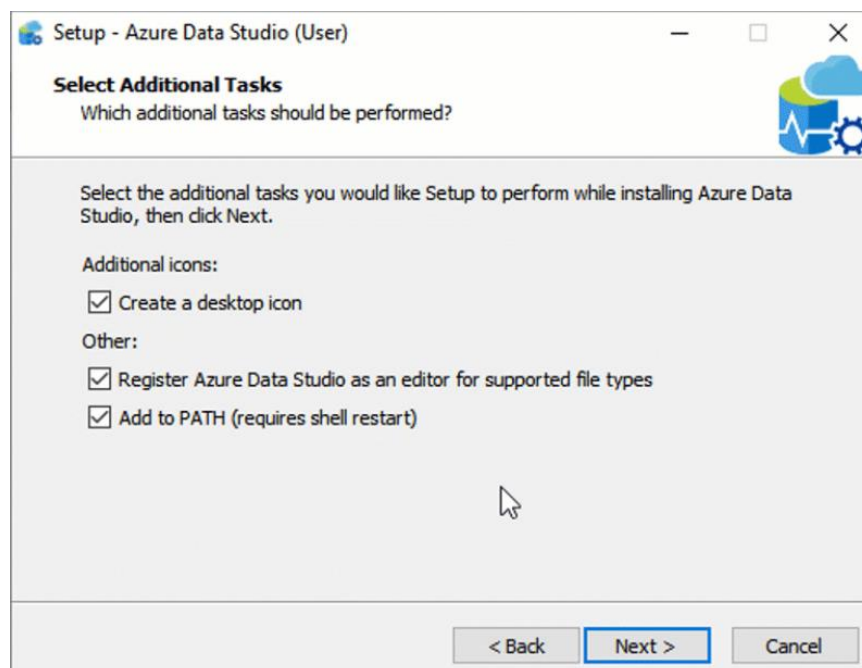 Setup - Azure Data Studio (User)
Select Additional Tasks
Which additional tasks should be performed?
Select the additional tasks you would like Setup to perform while installing Azure Data
Studio, then click Next.
Additional icons:
Create a desktop icon
Other:
Register Azure Data Studio as an editor for supported file types
Add to PATH (requires shell restart)
< Back
Next >
Cancel